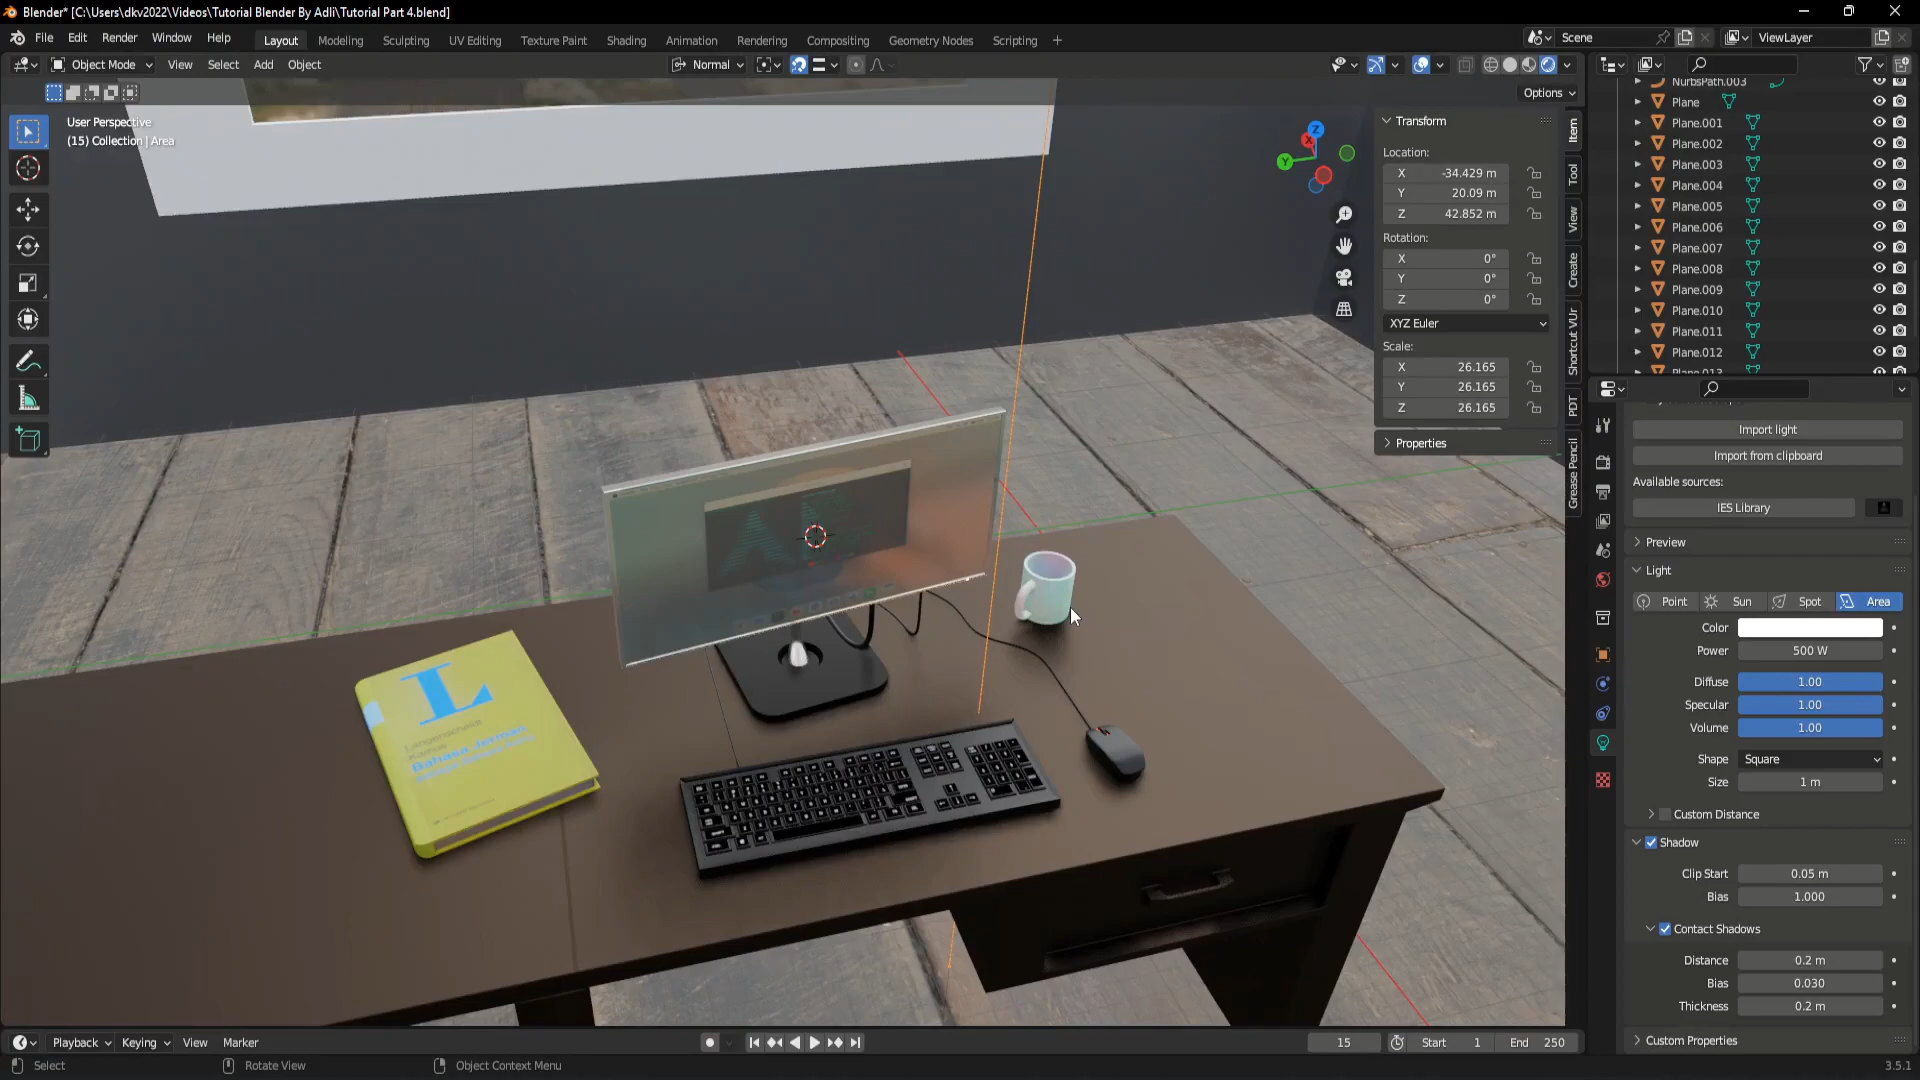 Blender* [C:\Users\dkv2022\Videos\Tutorial Blender By Adli\Tutorial Part 4.blend]
File Edit Render Window Help Layout Modeling Sculpting UV Editing Texture Paint Shading Animation Rendering Compositing Geometry Nodes Scripting + Scene ViewLayer
Object Mode View Select Add Object Normal
Options
User Perspective
(15) Collection | Area
Z
X
Y
Transform
Location:
X -34.429 m
Y 20.09 m
Z 42.852 m
Rotation:
X 0°
Y 0°
Z 0°
XYZ Euler
Scale:
X 26.165
Y 26.165
Z 26.165
Properties
Item
Tool
View
Create
Shortcut VUr
PDT
Grease Pencil
NurbsPath.003
Plane
Plane.001
Plane.002
Plane.003
Plane.004
Plane.005
Plane.006
Plane.007
Plane.008
Plane.009
Plane.010
Plane.011
Plane.012
Plane.013
Import light
Import from clipboard
Available sources:
IES Library
Preview
Light
Point Sun Spot Area
Color
Power 500 W
Diffuse 1.00
Specular 1.00
Volume 1.00
Shape Square
Size 1 m
Custom Distance
Shadow
Clip Start 0.05 m
Bias 1.000
Contact Shadows
Distance 0.2 m
Bias 0.030
Thickness 0.2 m
Custom Properties
L
Langenscheidt
Kamus
Bahasa Jerman
Playback Keying View Marker 15 Start 1 End 250
Select Rotate View Object Context Menu 3.5.1